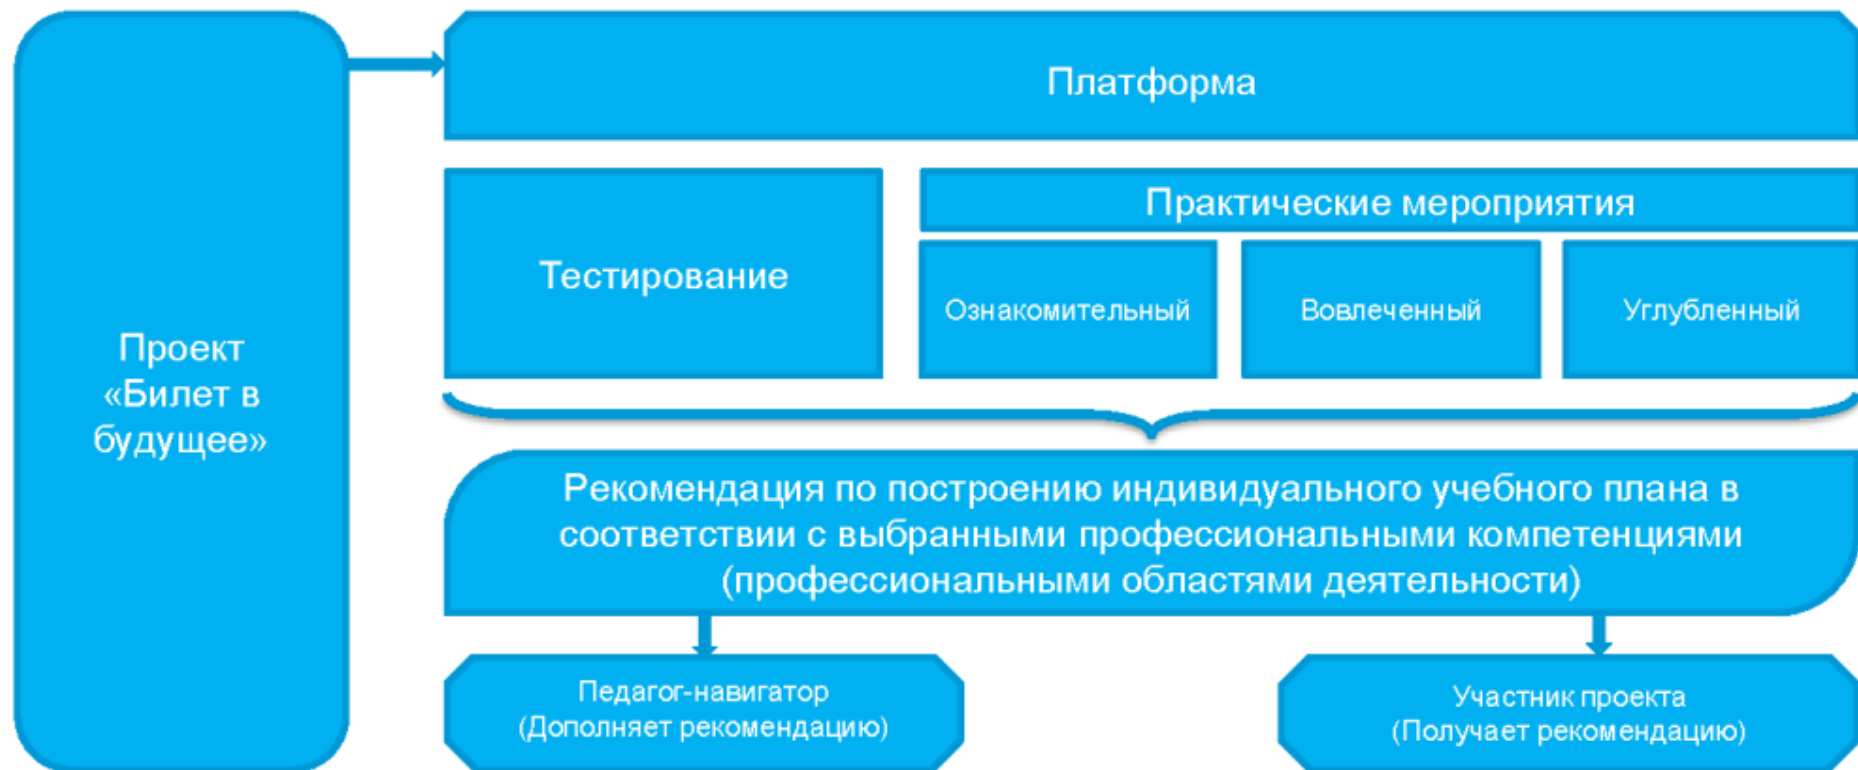 Проект
«Билет в
будущее»
Платформа
Тестирование
Практические мероприятия
Ознакомительный
Вовлеченный
Углубленный
Рекомендация по построению индивидуального учебного плана в
соответствии с выбранными профессиональными компетенциями
(профессиональными областями деятельности)
Педагог-навигатор
(Дополняет рекомендацию)
Участник проекта
(Получает рекомендацию)